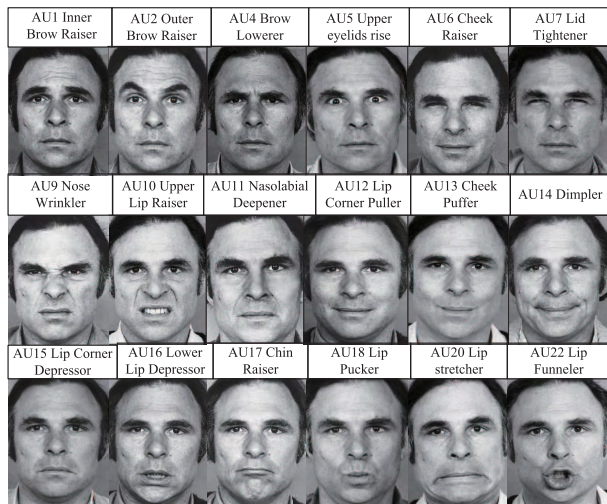 AU1 Inner
Brow Raiser
AU2 Outer
Brow Raiser
AU4 Brow
Lowerer
AU5 Upper
eyelids rise
AU6 Cheek
Raiser
AU7 Lid
Tightener
AU9 Nose
Wrinkler
AU10 Upper
Lip Raiser
AU11 Nasolabial
Deepener
AU12 Lip
Corner Puller
AU13 Cheek
Puffer
AU14 Dimpler
AU15 Lip Corner
Depressor
AU16 Lower
Lip Depressor
AU17 Chin
Raiser
AU18 Lip
Pucker
AU20 Lip
stretcher
AU22 Lip
Funneler